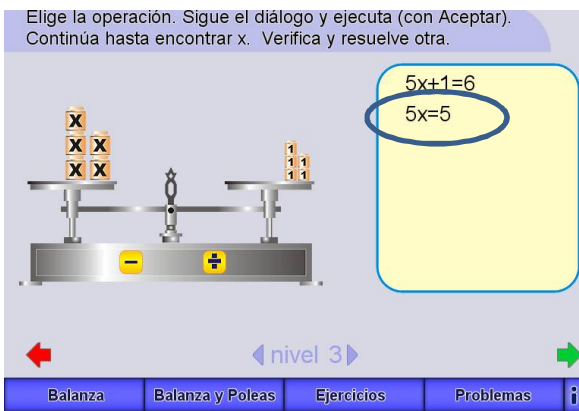 Elige la operación. Sigue el diálogo y ejecuta (con Aceptar).
Continúa hasta encontrar x. Verifica y resuelve otra.
5x+1=6
5x=5
X
X X
X X
1
1 1
1 1
− ÷
nivel 3
Balanza Balanza y Poleas Ejercicios Problemas i